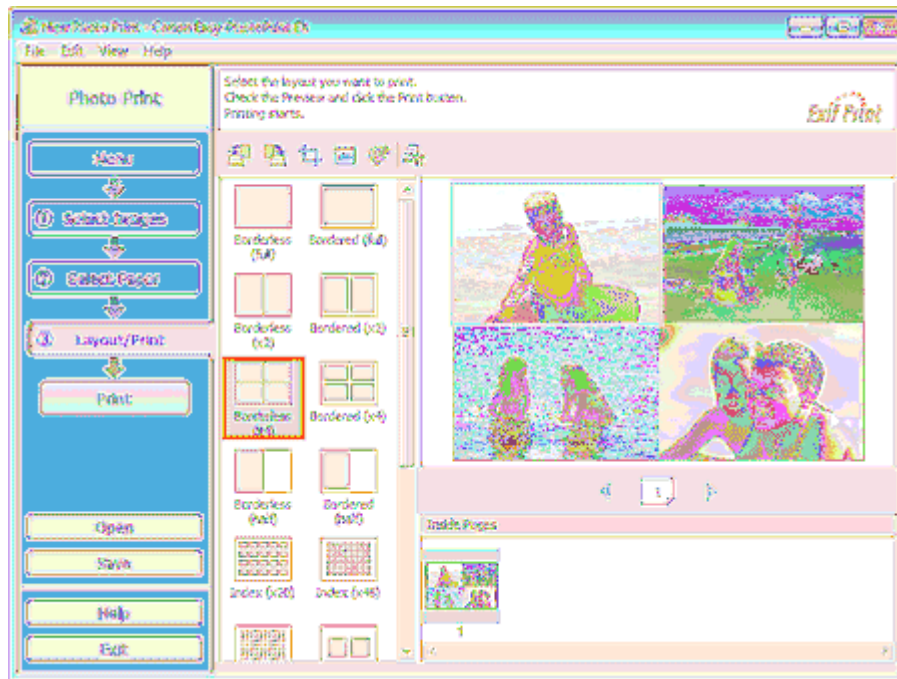 New Photo Print - Canon Easy-PhotoPrint EX
File Edit View Help
Photo Print
Select the layout you want to print.
Check the Preview and click the Print button.
Printing starts.
Exif Print
Menu
1 Select Images
2 Select Paper
3 Layout/Print
Print
Open
Save
Help
Exit
Borderless
(full)
Bordered (full)
Borderless
(x2)
Bordered (x2)
Borderless
(x4)
Bordered (x4)
Borderless
(half)
Bordered
(half)
Index (x20)
1
Inside Pages
1